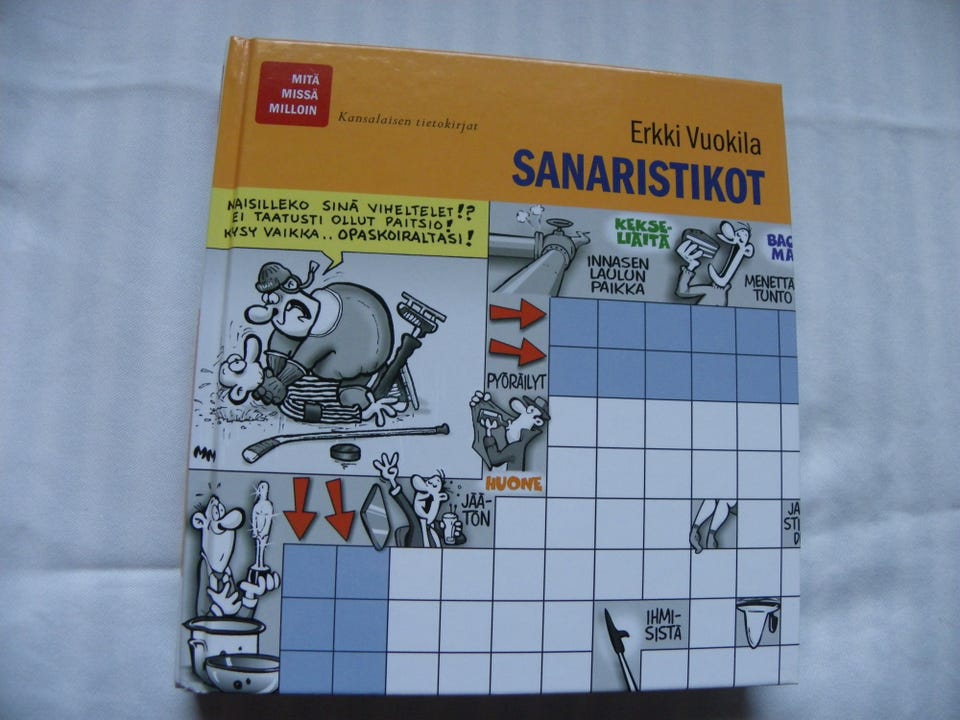 MITÄ
MISSÄ
MILLOIN
Kansalaisen tietokirjat
Erkki Vuokila
SANARISTIKOT
NAISILLEKO SINÄ VIHELTELET!?
EI TAATUSTI OLLUT PAITSIO!
KYSY VAIKKA.. OPASKOIRALTASI!
KEKSE-
LIÄITÄ
INNASEN
LAULUN
PAIKKA
MENETTÄ
TUNTO
PYÖRÄILYT
HUONE
JÄÄ-
TÖN
IHMI-
SISTÄ